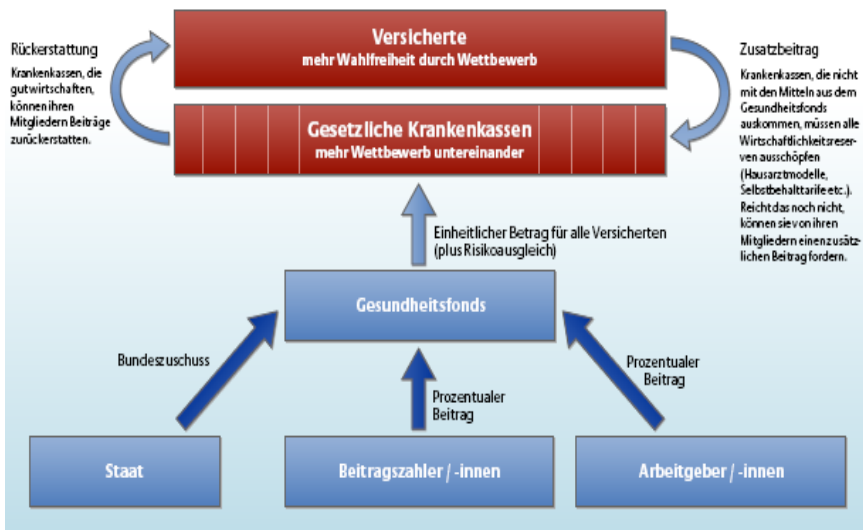 Rückerstattung
Krankenkassen, die
gut wirtschaften,
können ihren
Mitgliedern Beiträge
zurückerstatten.
Versicherte
mehr Wahlfreiheit durch Wettbewerb
Gesetzliche Krankenkassen
mehr Wettbewerb untereinander
Zusatzbeitrag
Krankenkassen, die nicht
mit den Mitteln aus dem
Gesundheitsfonds
auskommen, müssen alle
Wirtschaftlichkeitsreser-
ven ausschöpfen
(Hausarztmodelle,
Selbstbehalttarife etc.).
Reicht das noch nicht,
können sie von ihren
Mitgliedern einen zusätz-
lichen Beitrag fordern.
Einheitlicher Betrag für alle Versicherten
(plus Risikoausgleich)
Gesundheitsfonds
Bundeszuschuss
Prozentualer
Beitrag
Prozentualer
Beitrag
Staat
Beitragszahler / -innen
Arbeitgeber / -innen